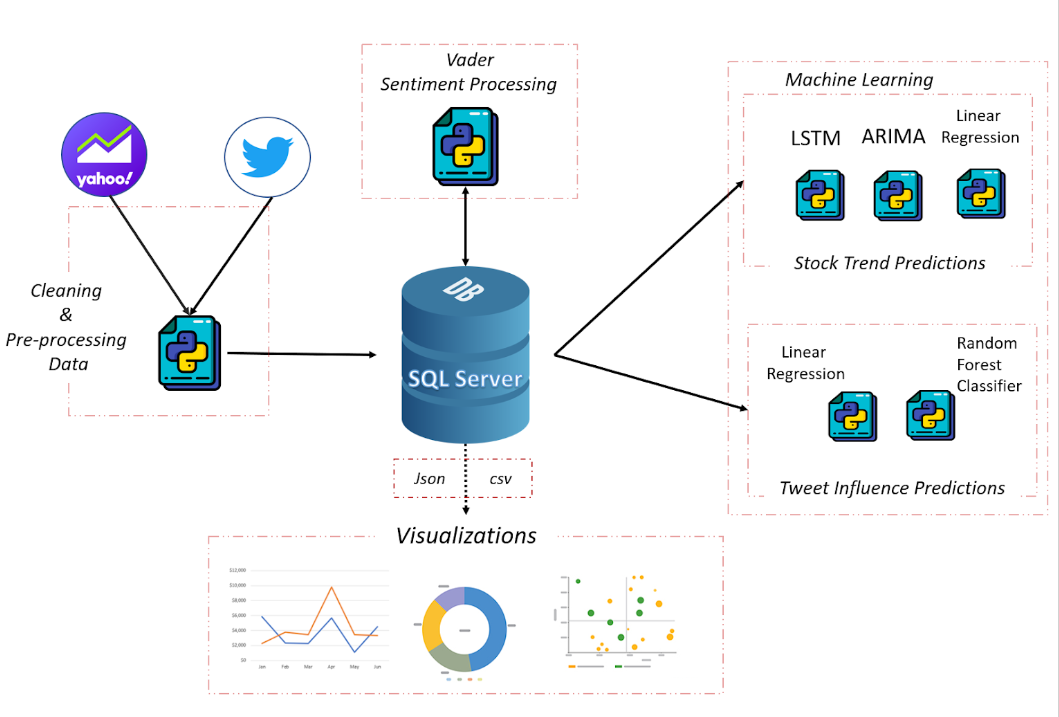 Vader
Sentiment Processing
yahoo!
Cleaning
&
Pre-processing
Data
DB
SQL Server
Json
csv
Visualizations
$12,000
$10,000
$8,000
$6,000
$4,000
$2,000
$0
Jan Feb Mar Apr May Jun
Machine Learning
LSTM
ARIMA
Linear
Regression
Stock Trend Predictions
Linear
Regression
Random
Forest
Classifier
Tweet Influence Predictions